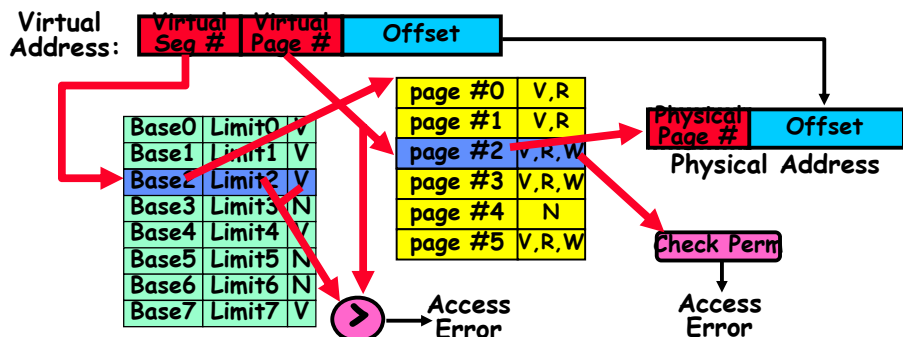 Virtual Address:
Virtual Seg #
Virtual Page #
Offset
page #0 V,R
page #1 V,R
page #2 V,R,W
page #3 V,R,W
page #4 N
page #5 V,R,W
Physical Page #
Offset
Physical Address
Base0 Limit0 V
Base1 Limit1 V
Base2 Limit2 V
Base3 Limit3 N
Base4 Limit4 V
Base5 Limit5 N
Base6 Limit6 N
Base7 Limit7 V
>
Access
Error
Check Perm
Access
Error